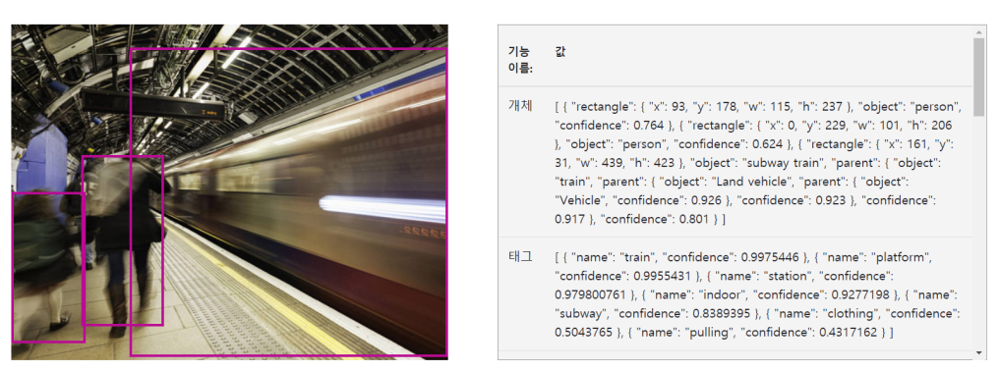 기능
이름:
값
개체
[ { "rectangle": { "x": 93, "y": 178, "w": 115, "h": 237 }, "object": "person",
"confidence": 0.764 }, { "rectangle": { "x": 0, "y": 229, "w": 101, "h": 206
}, "object": "person", "confidence": 0.624 }, { "rectangle": { "x": 161, "y":
31, "w": 439, "h": 423 }, "object": "subway train", "parent": { "object":
"train", "parent": { "object": "Land vehicle", "parent": { "object":
"Vehicle", "confidence": 0.926 }, "confidence": 0.923 }, "confidence":
0.917 }, "confidence": 0.801 } ]
태그
[ { "name": "train", "confidence": 0.9975446 }, { "name": "platform",
"confidence": 0.9955431 }, { "name": "station", "confidence":
0.979800761 }, { "name": "indoor", "confidence": 0.9277198 }, { "name":
"subway", "confidence": 0.8389395 }, { "name": "clothing", "confidence":
0.5043765 }, { "name": "pulling", "confidence": 0.4317162 } ]